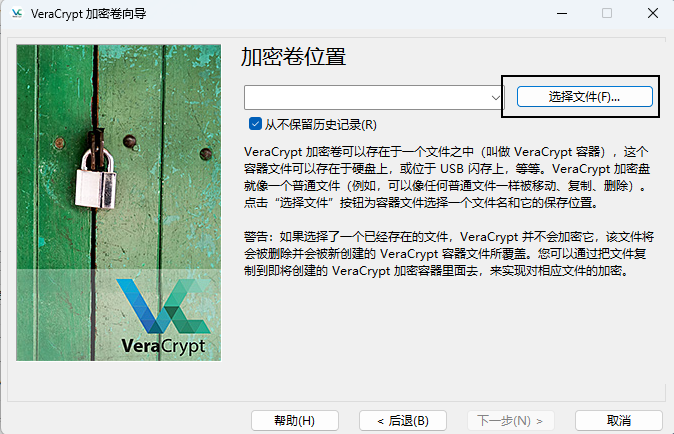 VeraCrypt 加密卷向导
加密卷位置
选择文件(F)...
从不保留历史记录(R)
VeraCrypt 加密卷可以存在于一个文件之中（叫做 VeraCrypt 容器），这个
容器文件可以存在于硬盘上，或位于 USB 闪存上，等等。VeraCrypt 加密盘
就像一个普通文件（例如，可以像任何普通文件一样被移动、复制、删除）。
点击“选择文件”按钮为容器文件选择一个文件名和它的保存位置。
警告：如果选择了一个已经存在的文件，VeraCrypt 并不会加密它，该文件将
会被删除并会被新创建的 VeraCrypt 容器文件所覆盖。您可以通过把文件复
制到即将创建的 VeraCrypt 加密容器里面去，来实现对相应文件的加密。
VeraCrypt
帮助(H)
< 后退(B)
下一步(N) >
取消